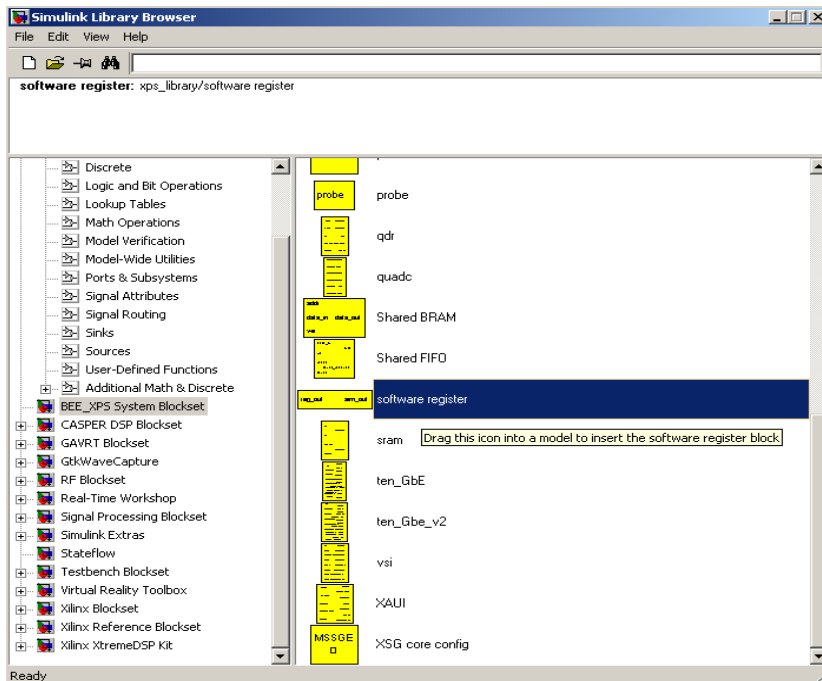 Simulink Library Browser
File Edit View Help
software register: xps_library/software register
Discrete
Logic and Bit Operations
Lookup Tables
Math Operations
Model Verification
Model-Wide Utilities
Ports & Subsystems
Signal Attributes
Signal Routing
Sinks
Sources
User-Defined Functions
Additional Math & Discrete
BEE_XPS System Blockset
CASPER DSP Blockset
GAVRT Blockset
GtkWaveCapture
RF Blockset
Real-Time Workshop
Signal Processing Blockset
Simulink Extras
Stateflow
Testbench Blockset
Virtual Reality Toolbox
Xilinx Blockset
Xilinx Reference Blockset
Xilinx XtremeDSP Kit
probe probe
qdr
quadc
addr
data_in data_out
we
Shared BRAM
Shared FIFO
reg_out sim_out software register
sram
Drag this icon into a model to insert the software register block
ten_GbE
ten_Gbe_v2
vsi
XAUI
MSSGE
XSG core config
Ready